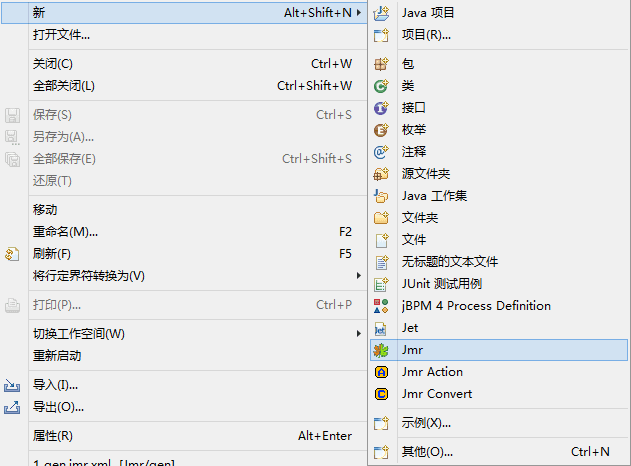 新 Alt+Shift+N
打开文件...
关闭(C) Ctrl+W
全部关闭(L) Ctrl+Shift+W
保存(S) Ctrl+S
另存为(A)...
全部保存(E) Ctrl+Shift+S
还原(T)
移动
重命名(M)... F2
刷新(F) F5
将行定界符转换为(V)
打印(P)... Ctrl+P
切换工作空间(W)
重新启动
导入(I)...
导出(O)...
属性(R) Alt+Enter
1 gen.jmr.xml [Jmr/gen]
Java 项目
项目(R)...
包
类
接口
枚举
注释
源文件夹
Java 工作集
文件夹
文件
无标题的文本文件
JUnit 测试用例
jBPM 4 Process Definition
Jet
Jmr
Jmr Action
Jmr Convert
示例(X)...
其他(O)... Ctrl+N